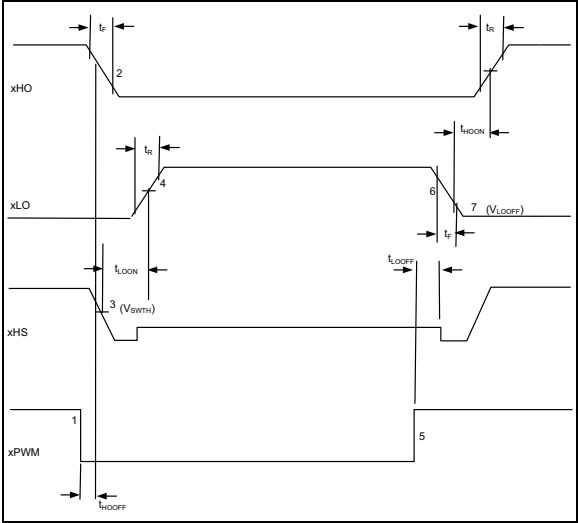 tF
tR
2
xHO
tHOON
tR
4
6
xLO
7 (VLOOFF)
tF
tLOOFF
tLOON
3 (VSWTH)
xHS
1
5
xPWM
tHOOFF